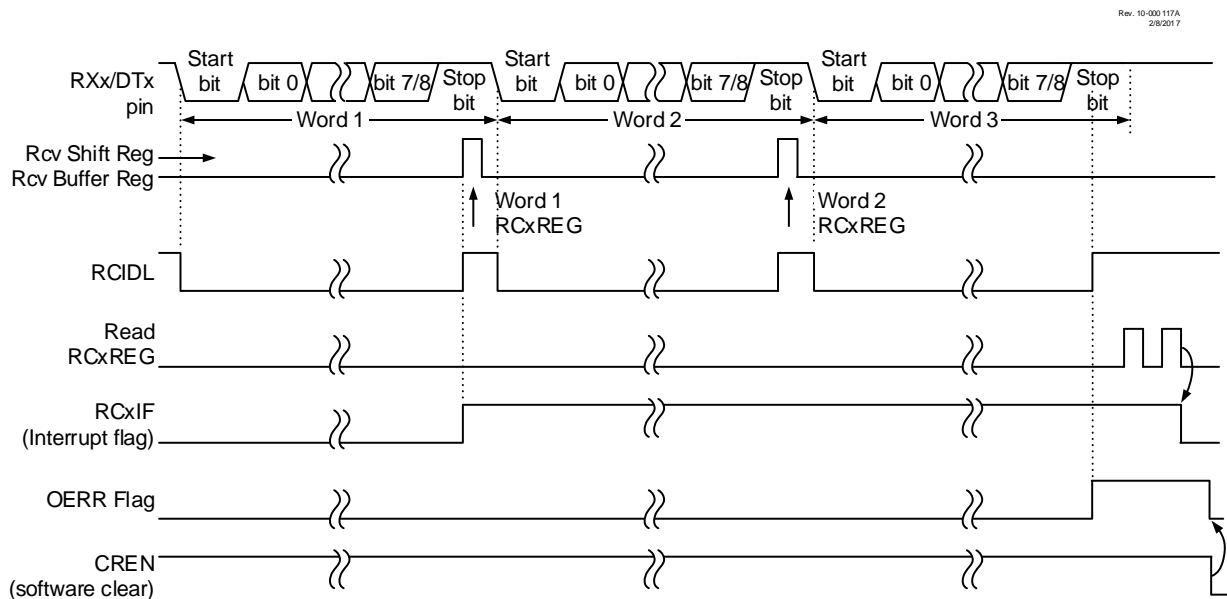 Rev. 10-000 117A
2/8/2017
RXx/DTx
pin
Start
bit
bit 0
bit 7/8
Stop
bit
Start
bit
bit 0
bit 7/8
Stop
bit
Start
bit
bit 0
bit 7/8
Stop
bit
Word 1
Word 2
Word 3
Rcv Shift Reg
Rcv Buffer Reg
Word 1
RCxREG
Word 2
RCxREG
RCIDL
Read
RCxREG
RCxIF
(Interrupt flag)
OERR Flag
CREN
(software clear)